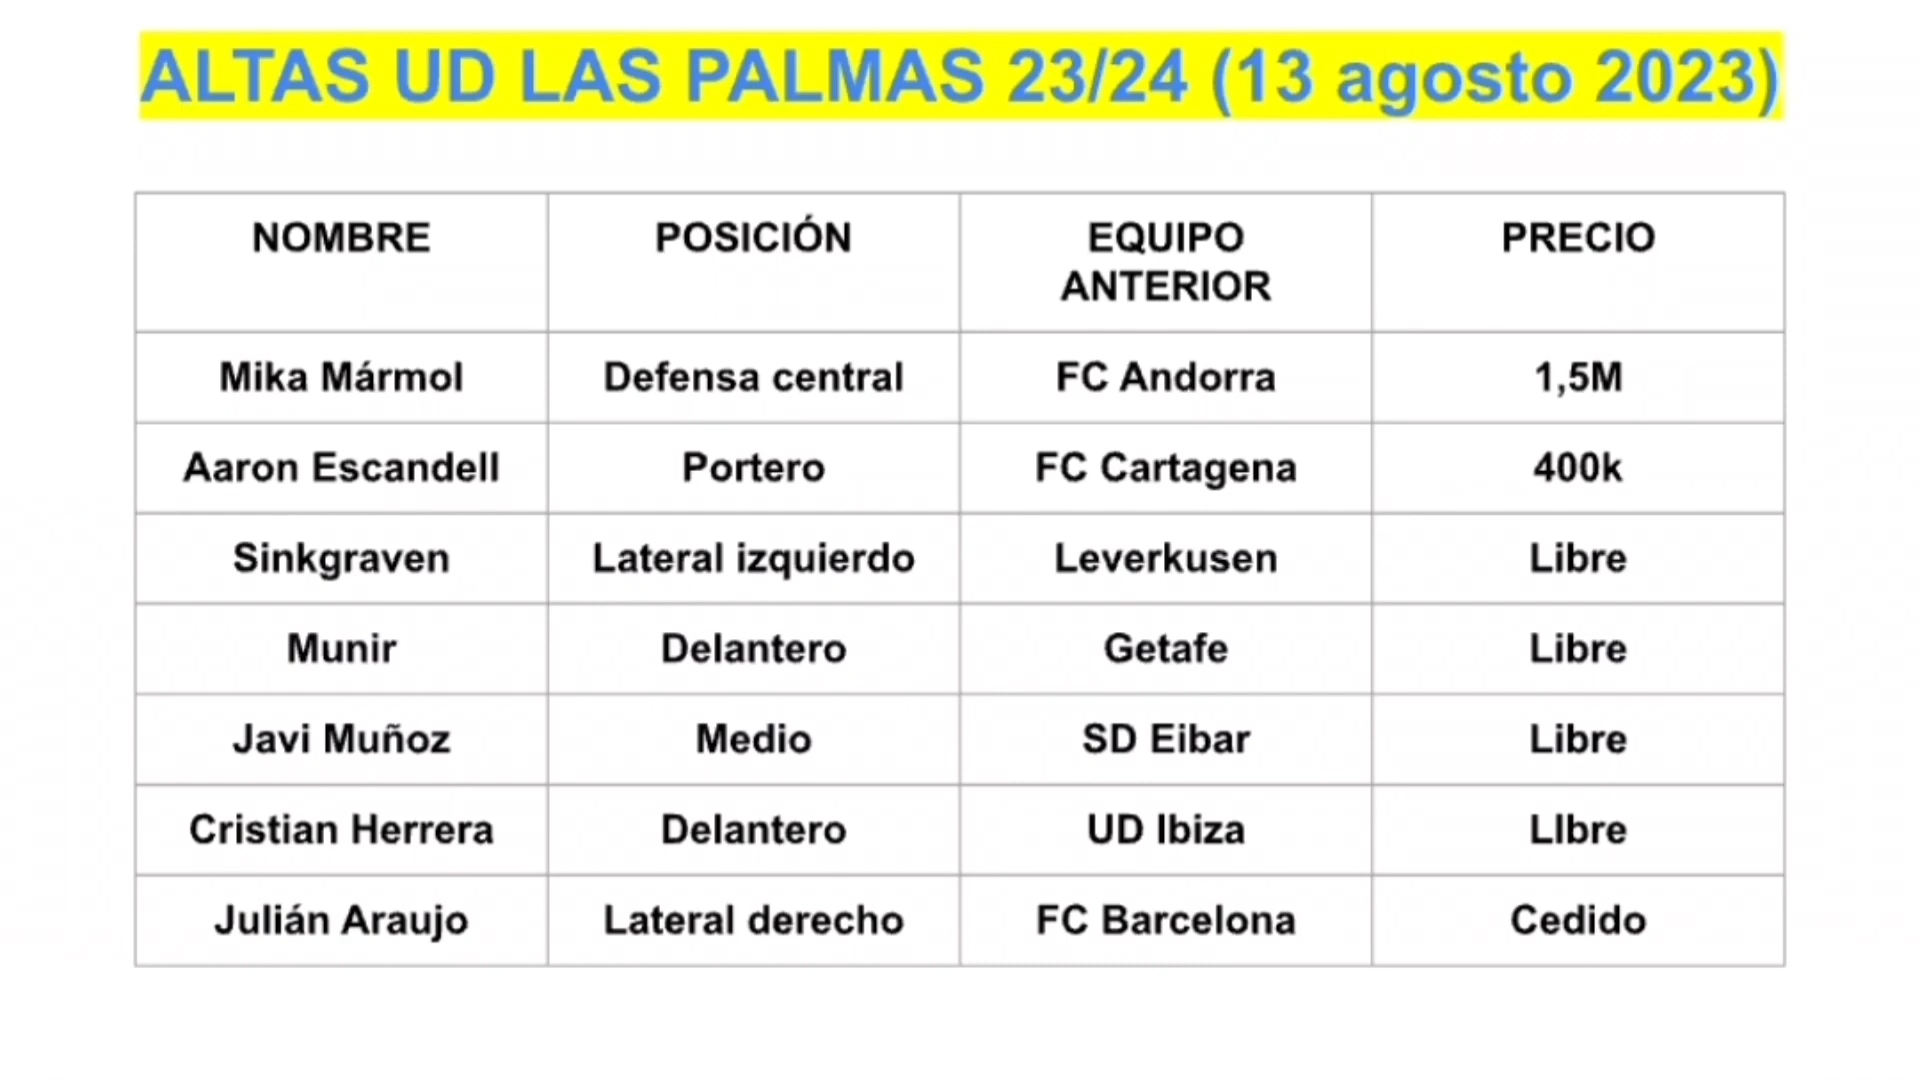 ALTAS UD LAS PALMAS 23/24 (13 agosto 2023)
NOMBRE POSICIÓN EQUIPO ANTERIOR PRECIO
Mika Mármol Defensa central FC Andorra 1,5M
Aaron Escandell Portero FC Cartagena 400k
Sinkgraven Lateral izquierdo Leverkusen Libre
Munir Delantero Getafe Libre
Javi Muñoz Medio SD Eibar Libre
Cristian Herrera Delantero UD Ibiza LIbre
Julián Araujo Lateral derecho FC Barcelona Cedido